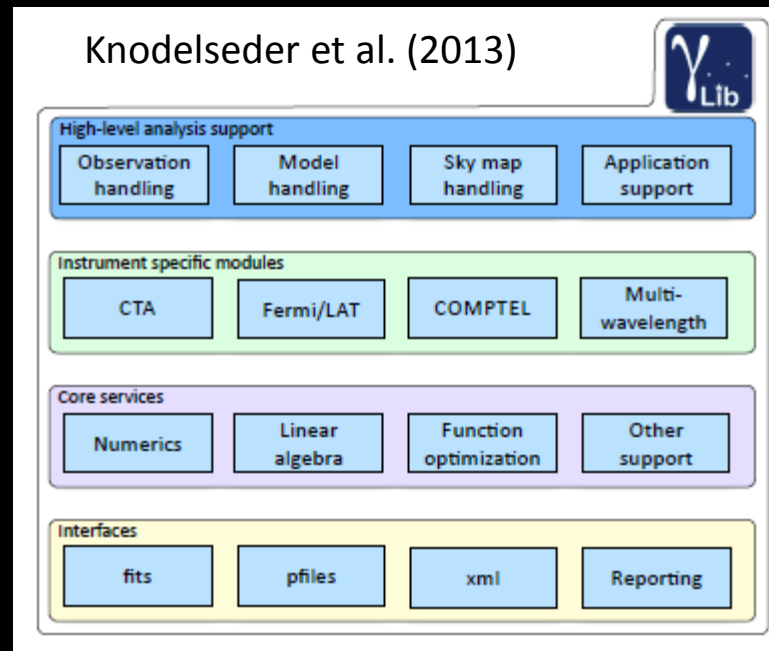 Knodelseder et al. (2013)
γLib
High-level analysis support
Observation handling
Model handling
Sky map handling
Application support
Instrument specific modules
CTA
Fermi/LAT
COMPTEL
Multi-
wavelength
Core services
Numerics
Linear algebra
Function optimization
Other support
Interfaces
fits
pfiles
xml
Reporting